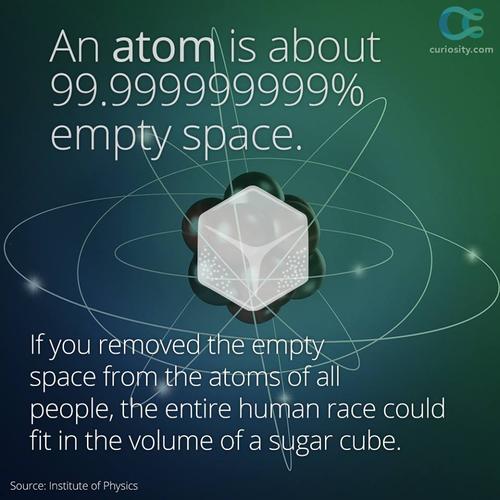 curiosity.com
An atom is about
99.999999999%
empty space.
If you removed the empty
space from the atoms of all
people, the entire human race could
fit in the volume of a sugar cube.
Source: Institute of Physics